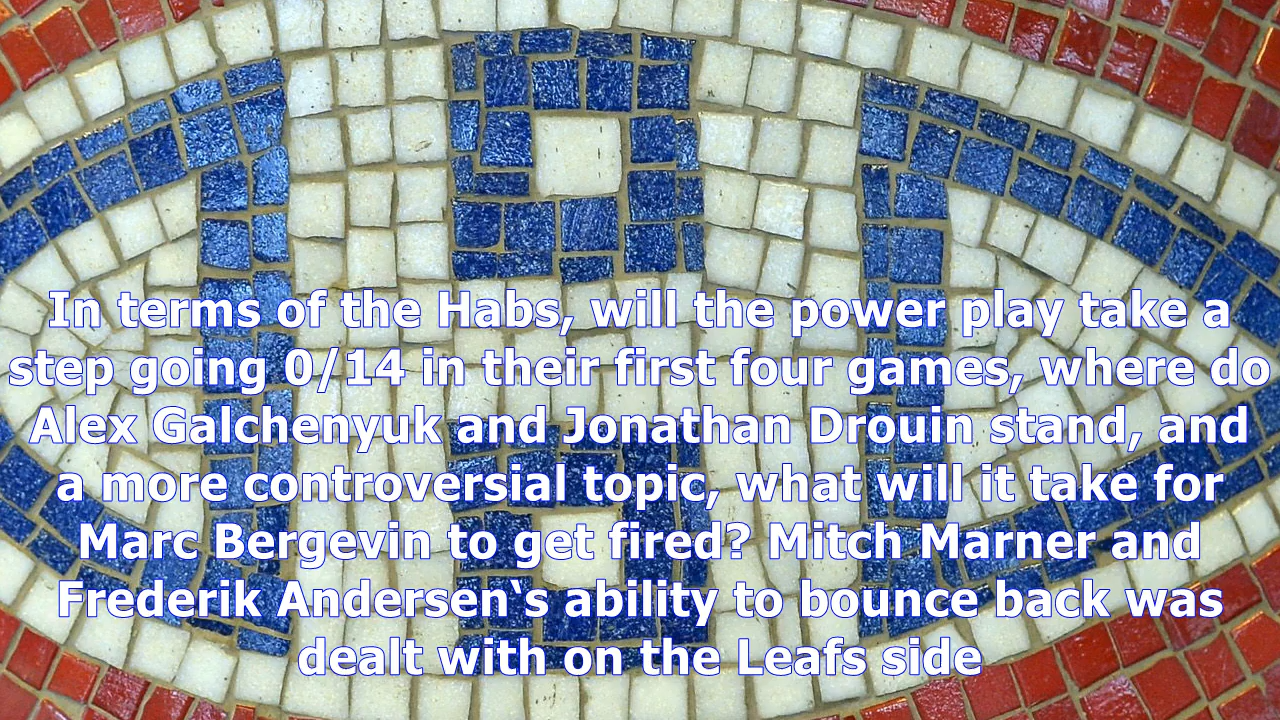 In terms of the Habs, will the power play take a
step going 0/14 in their first four games, where do
Alex Galchenyuk and Jonathan Drouin stand, and
a more controversial topic, what will it take for
Marc Bergevin to get fired? Mitch Marner and
Frederik Andersen‘s ability to bounce back was
dealt with on the Leafs side